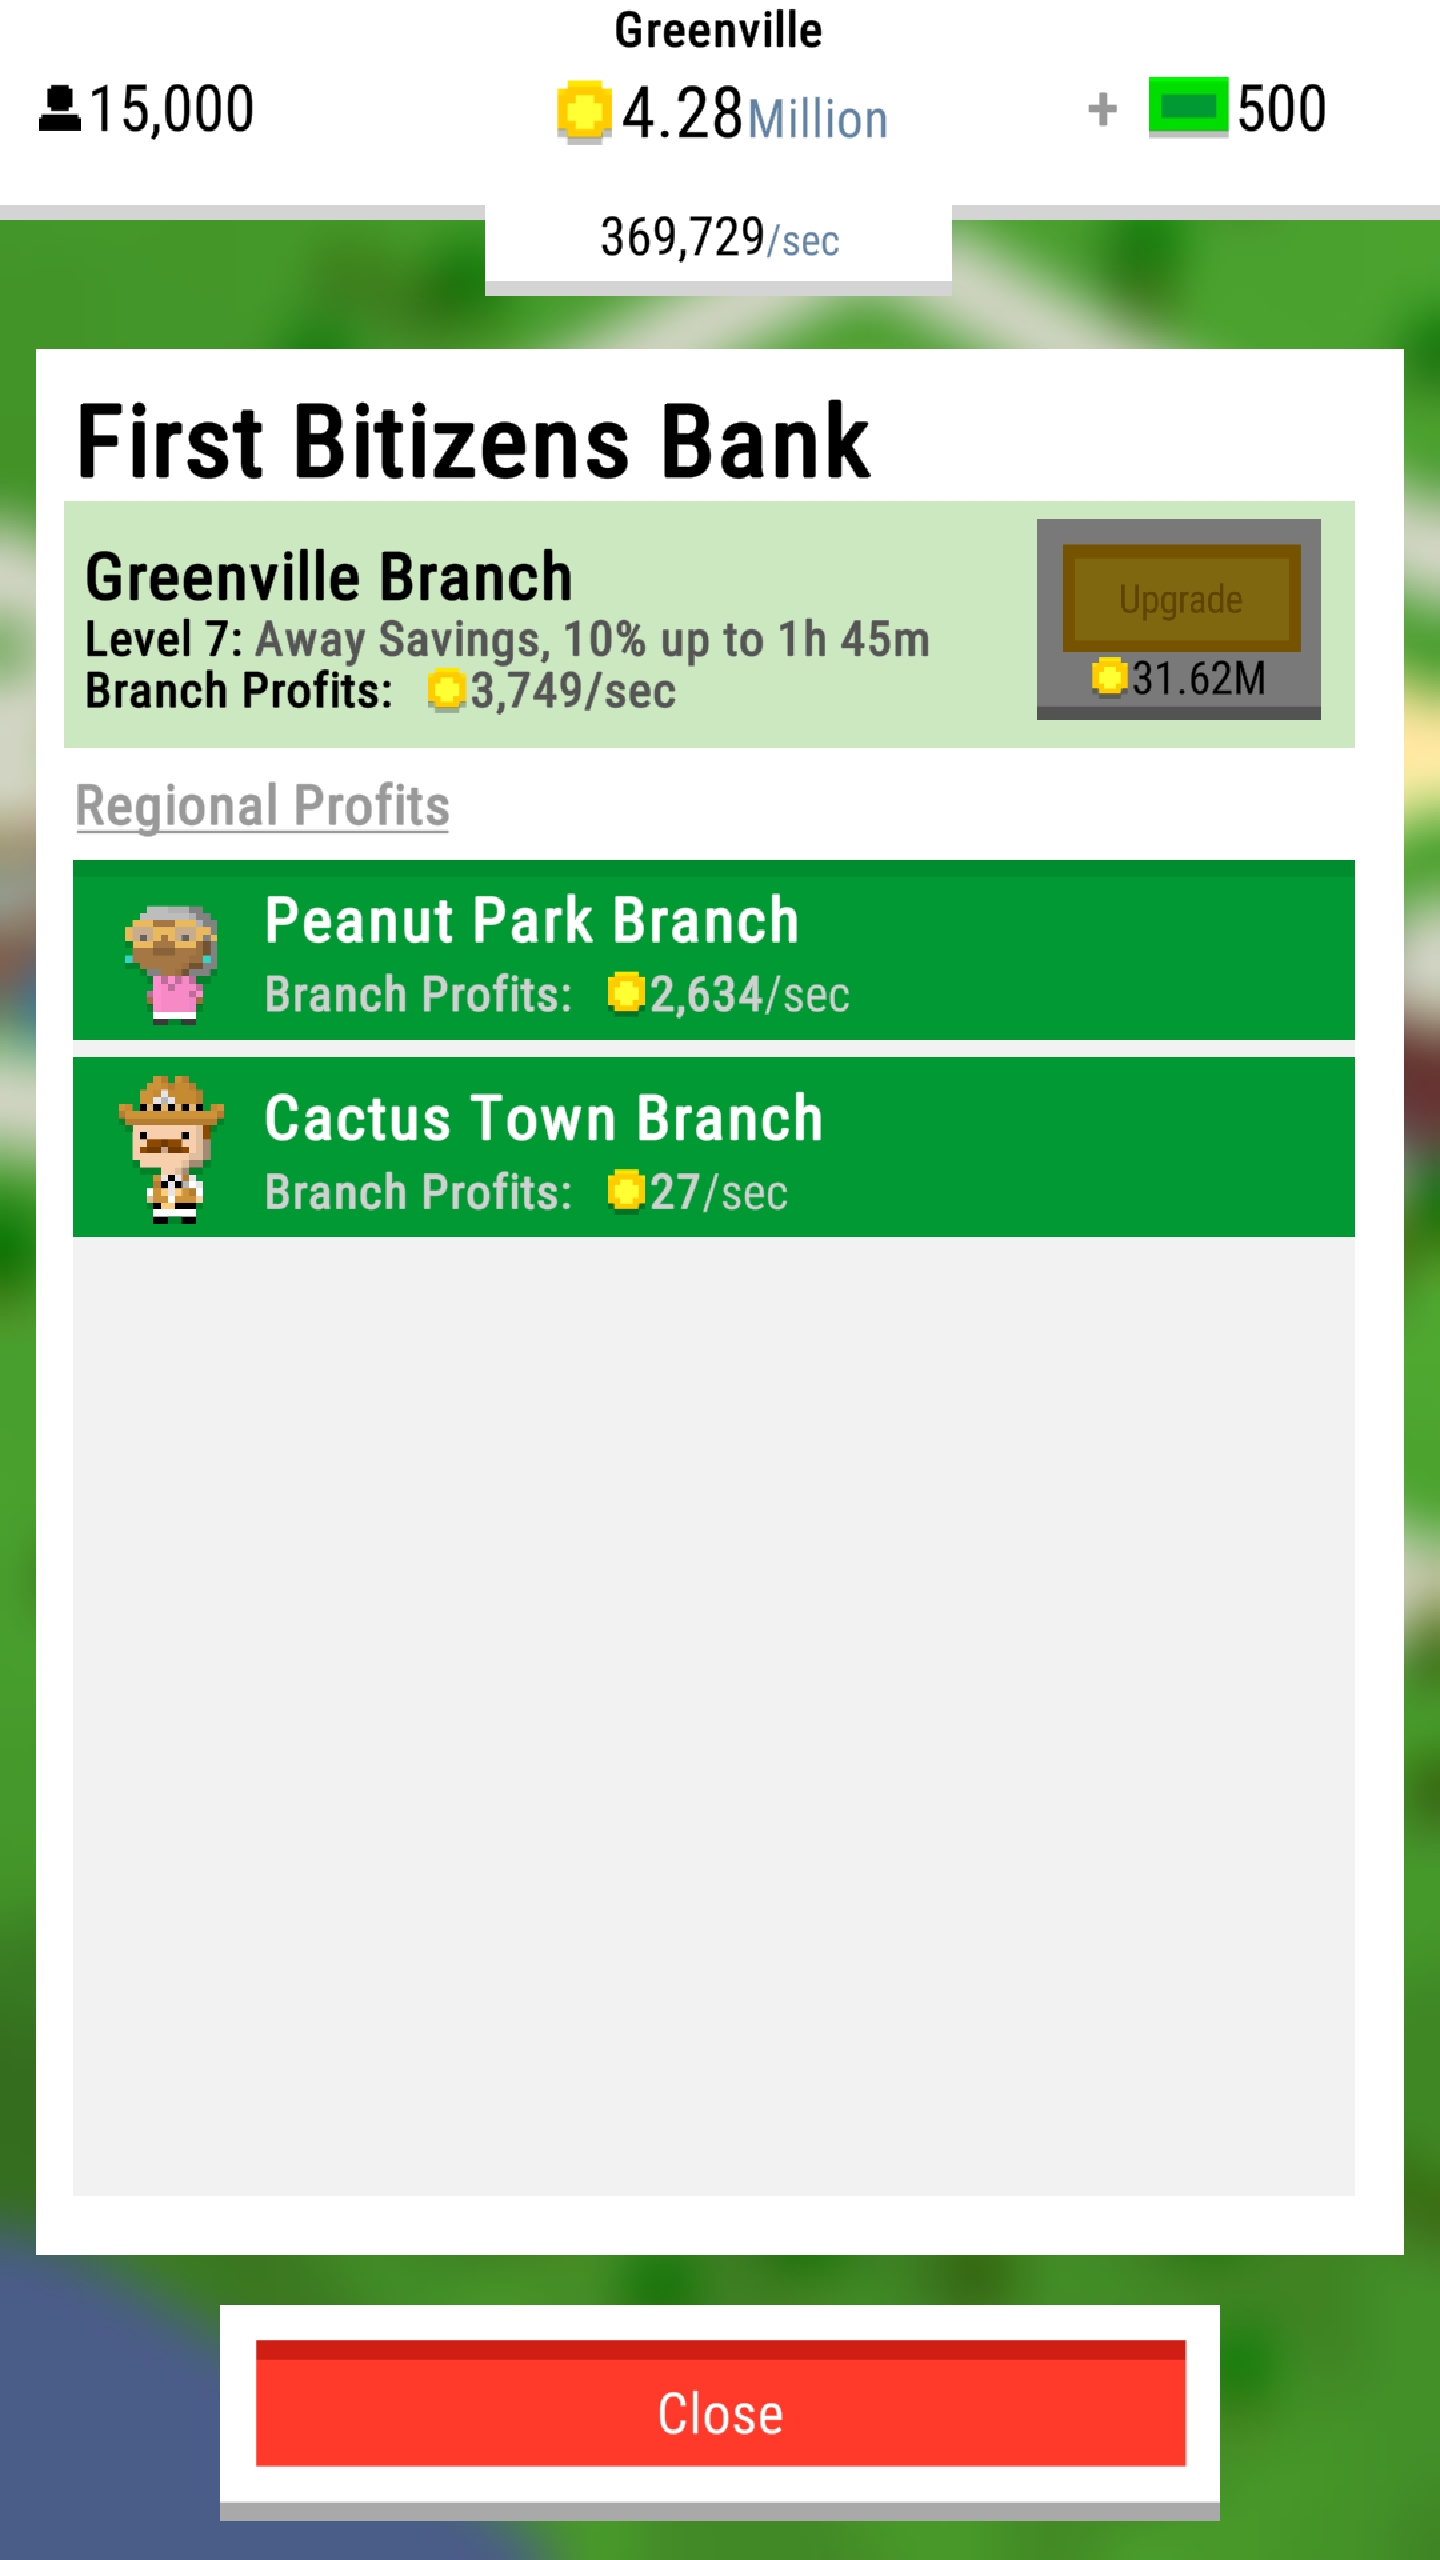 Greenville
15,000
4.28Million
+ 500
369,729/sec
First Bitizens Bank
Greenville Branch
Level 7: Away Savings, 10% up to 1h 45m
Branch Profits: 3,749/sec
Upgrade
31.62M
Regional Profits
Peanut Park Branch
Branch Profits: 2,634/sec
Cactus Town Branch
Branch Profits: 27/sec
Close